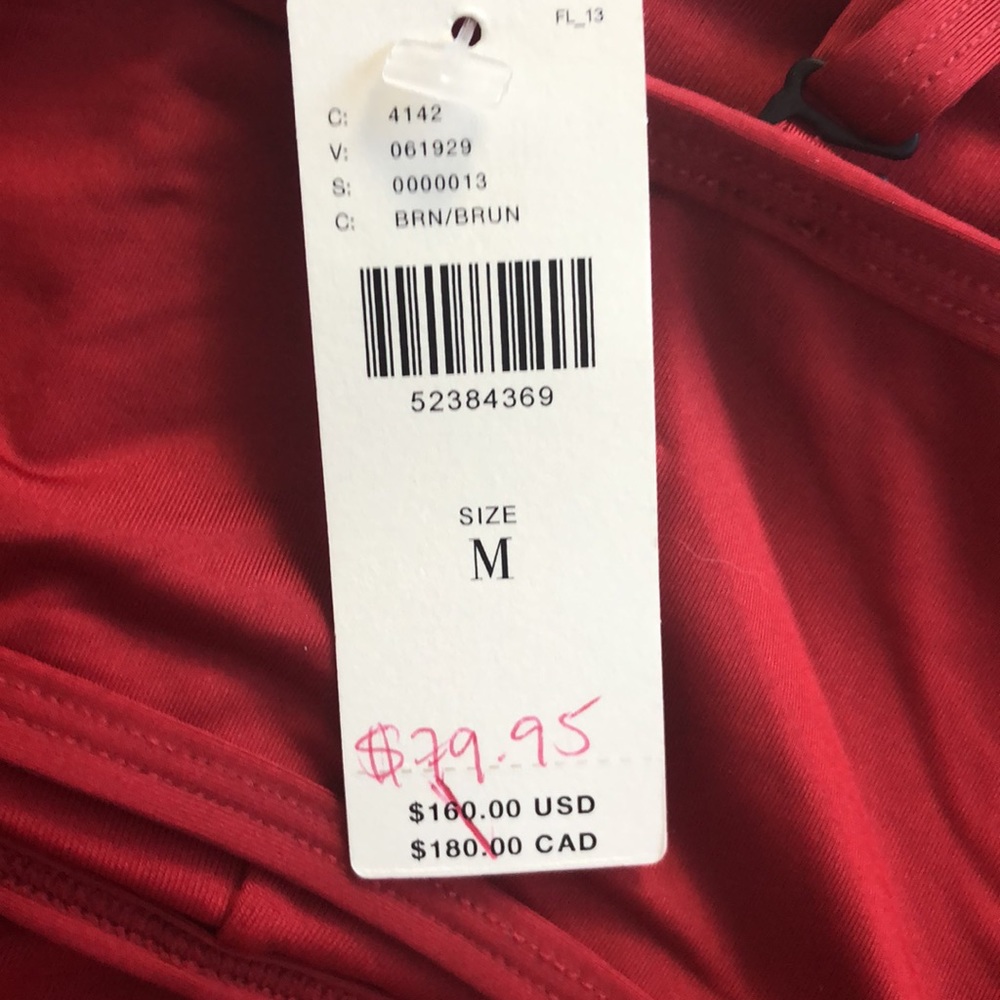 FL_13
C: 4142
V: 061929
S: 0000013
C: BRN/BRUN
52384369
SIZE
M
$79.95
$160.00 USD
$180.00 CAD